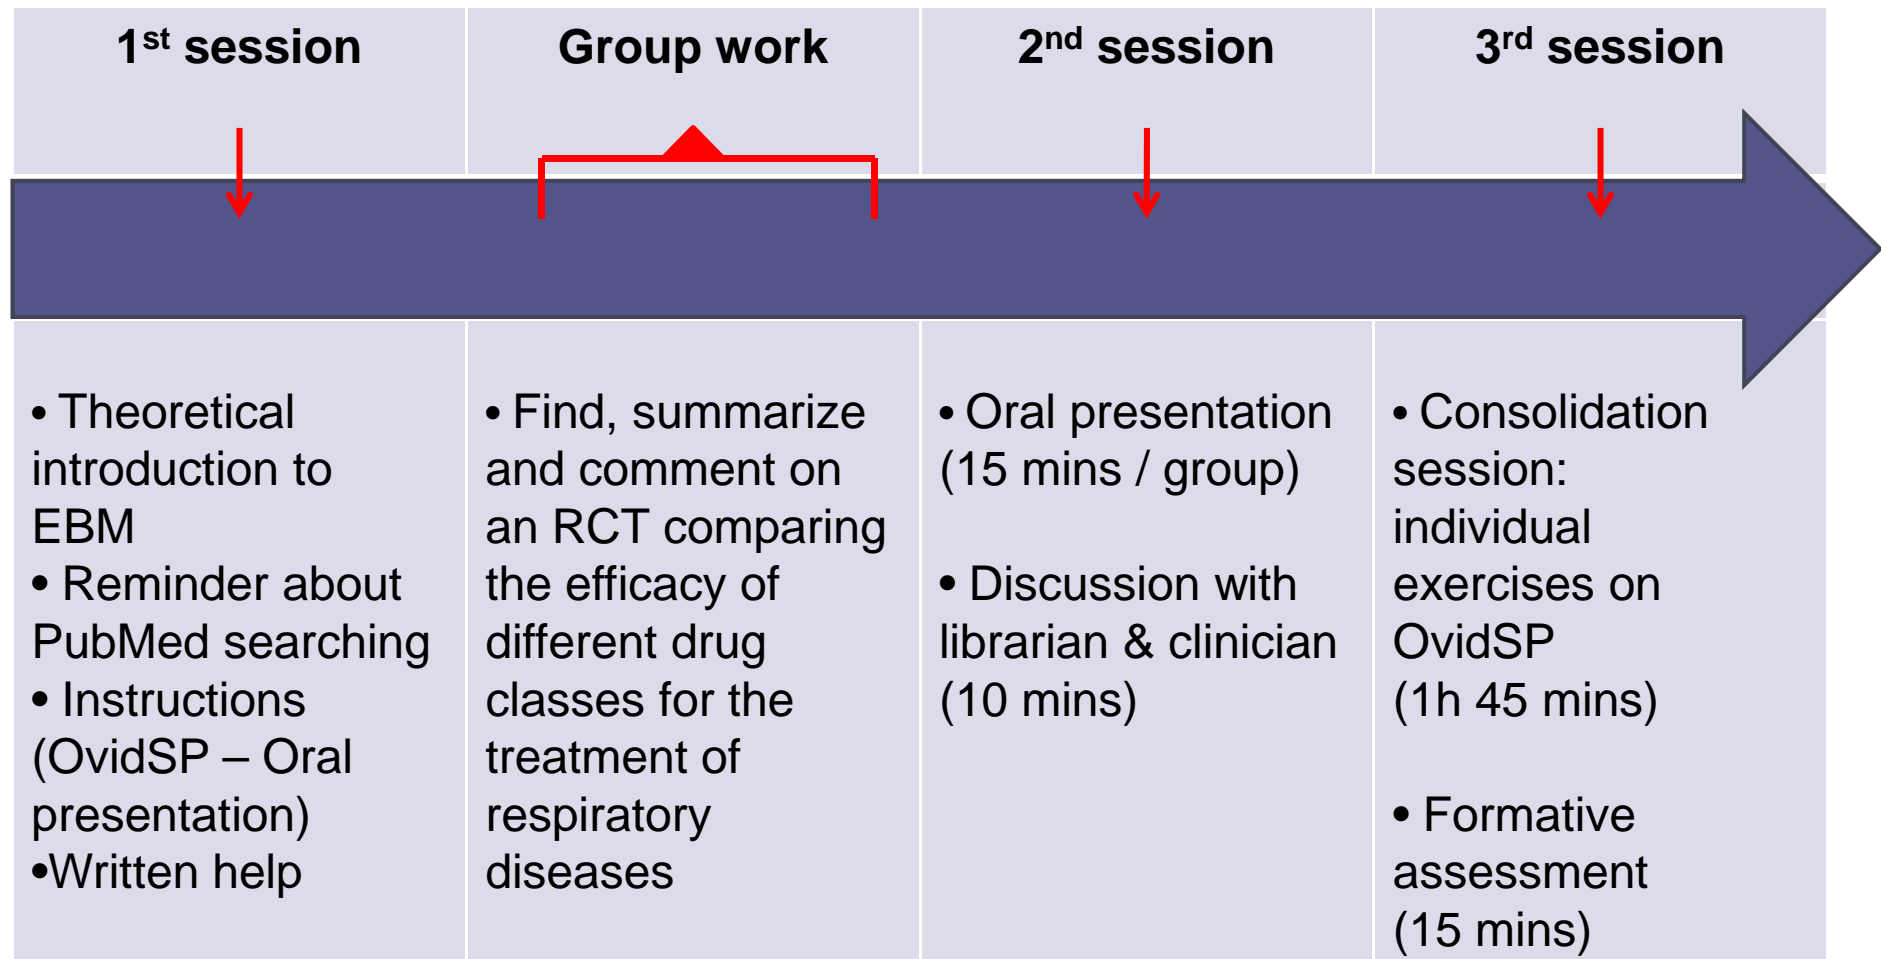 1st session
Group work
2nd session
3rd session
• Theoretical
introduction to
EBM
• Reminder about
PubMed searching
• Instructions
(OvidSP – Oral
presentation)
•Written help
• Find, summarize
and comment on
an RCT comparing
the efficacy of
different drug
classes for the
treatment of
respiratory
diseases
• Oral presentation
(15 mins / group)
• Discussion with
librarian & clinician
(10 mins)
• Consolidation
session:
individual
exercises on
OvidSP
(1h 45 mins)
• Formative
assessment
(15 mins)